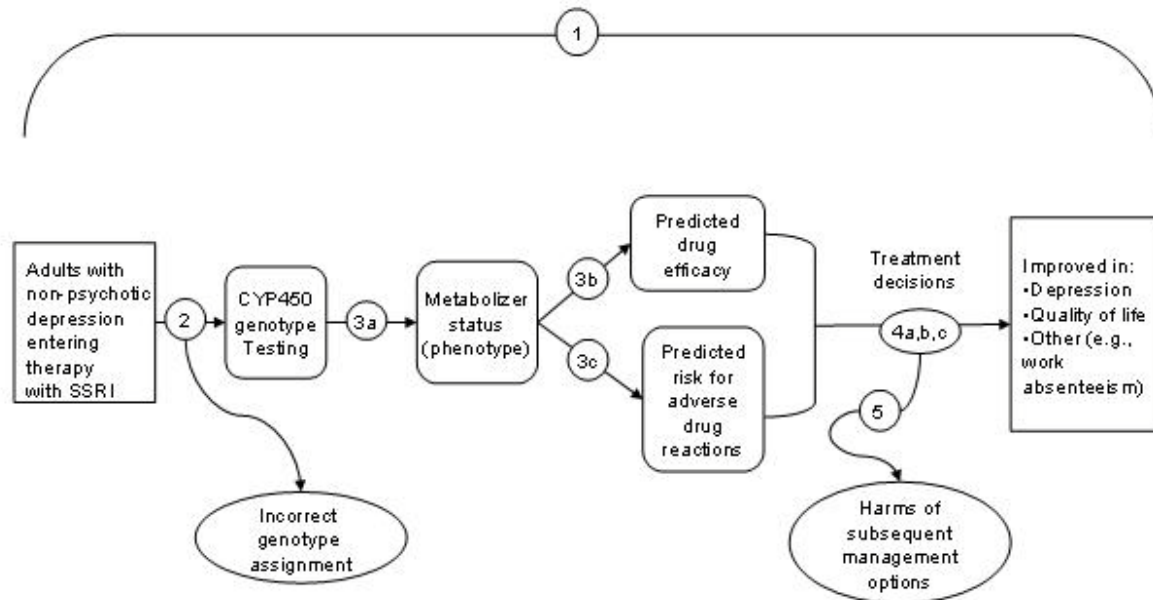 1
Adults with
non-psychotic
depression
entering
therapy
with SSRI
2
CYP450
genotype
Testing
3a
Metabolizer
status
(phenotype)
3b
3c
Predicted
drug
efficacy
Predicted
risk for
adverse
drug
reactions
Treatment
decisions
4a,b,c
5
Improved in:
•Depression
•Quality of life
•Other (e.g.,
work
absenteeism)
Incorrect
genotype
assignment
Harms of
subsequent
management
options